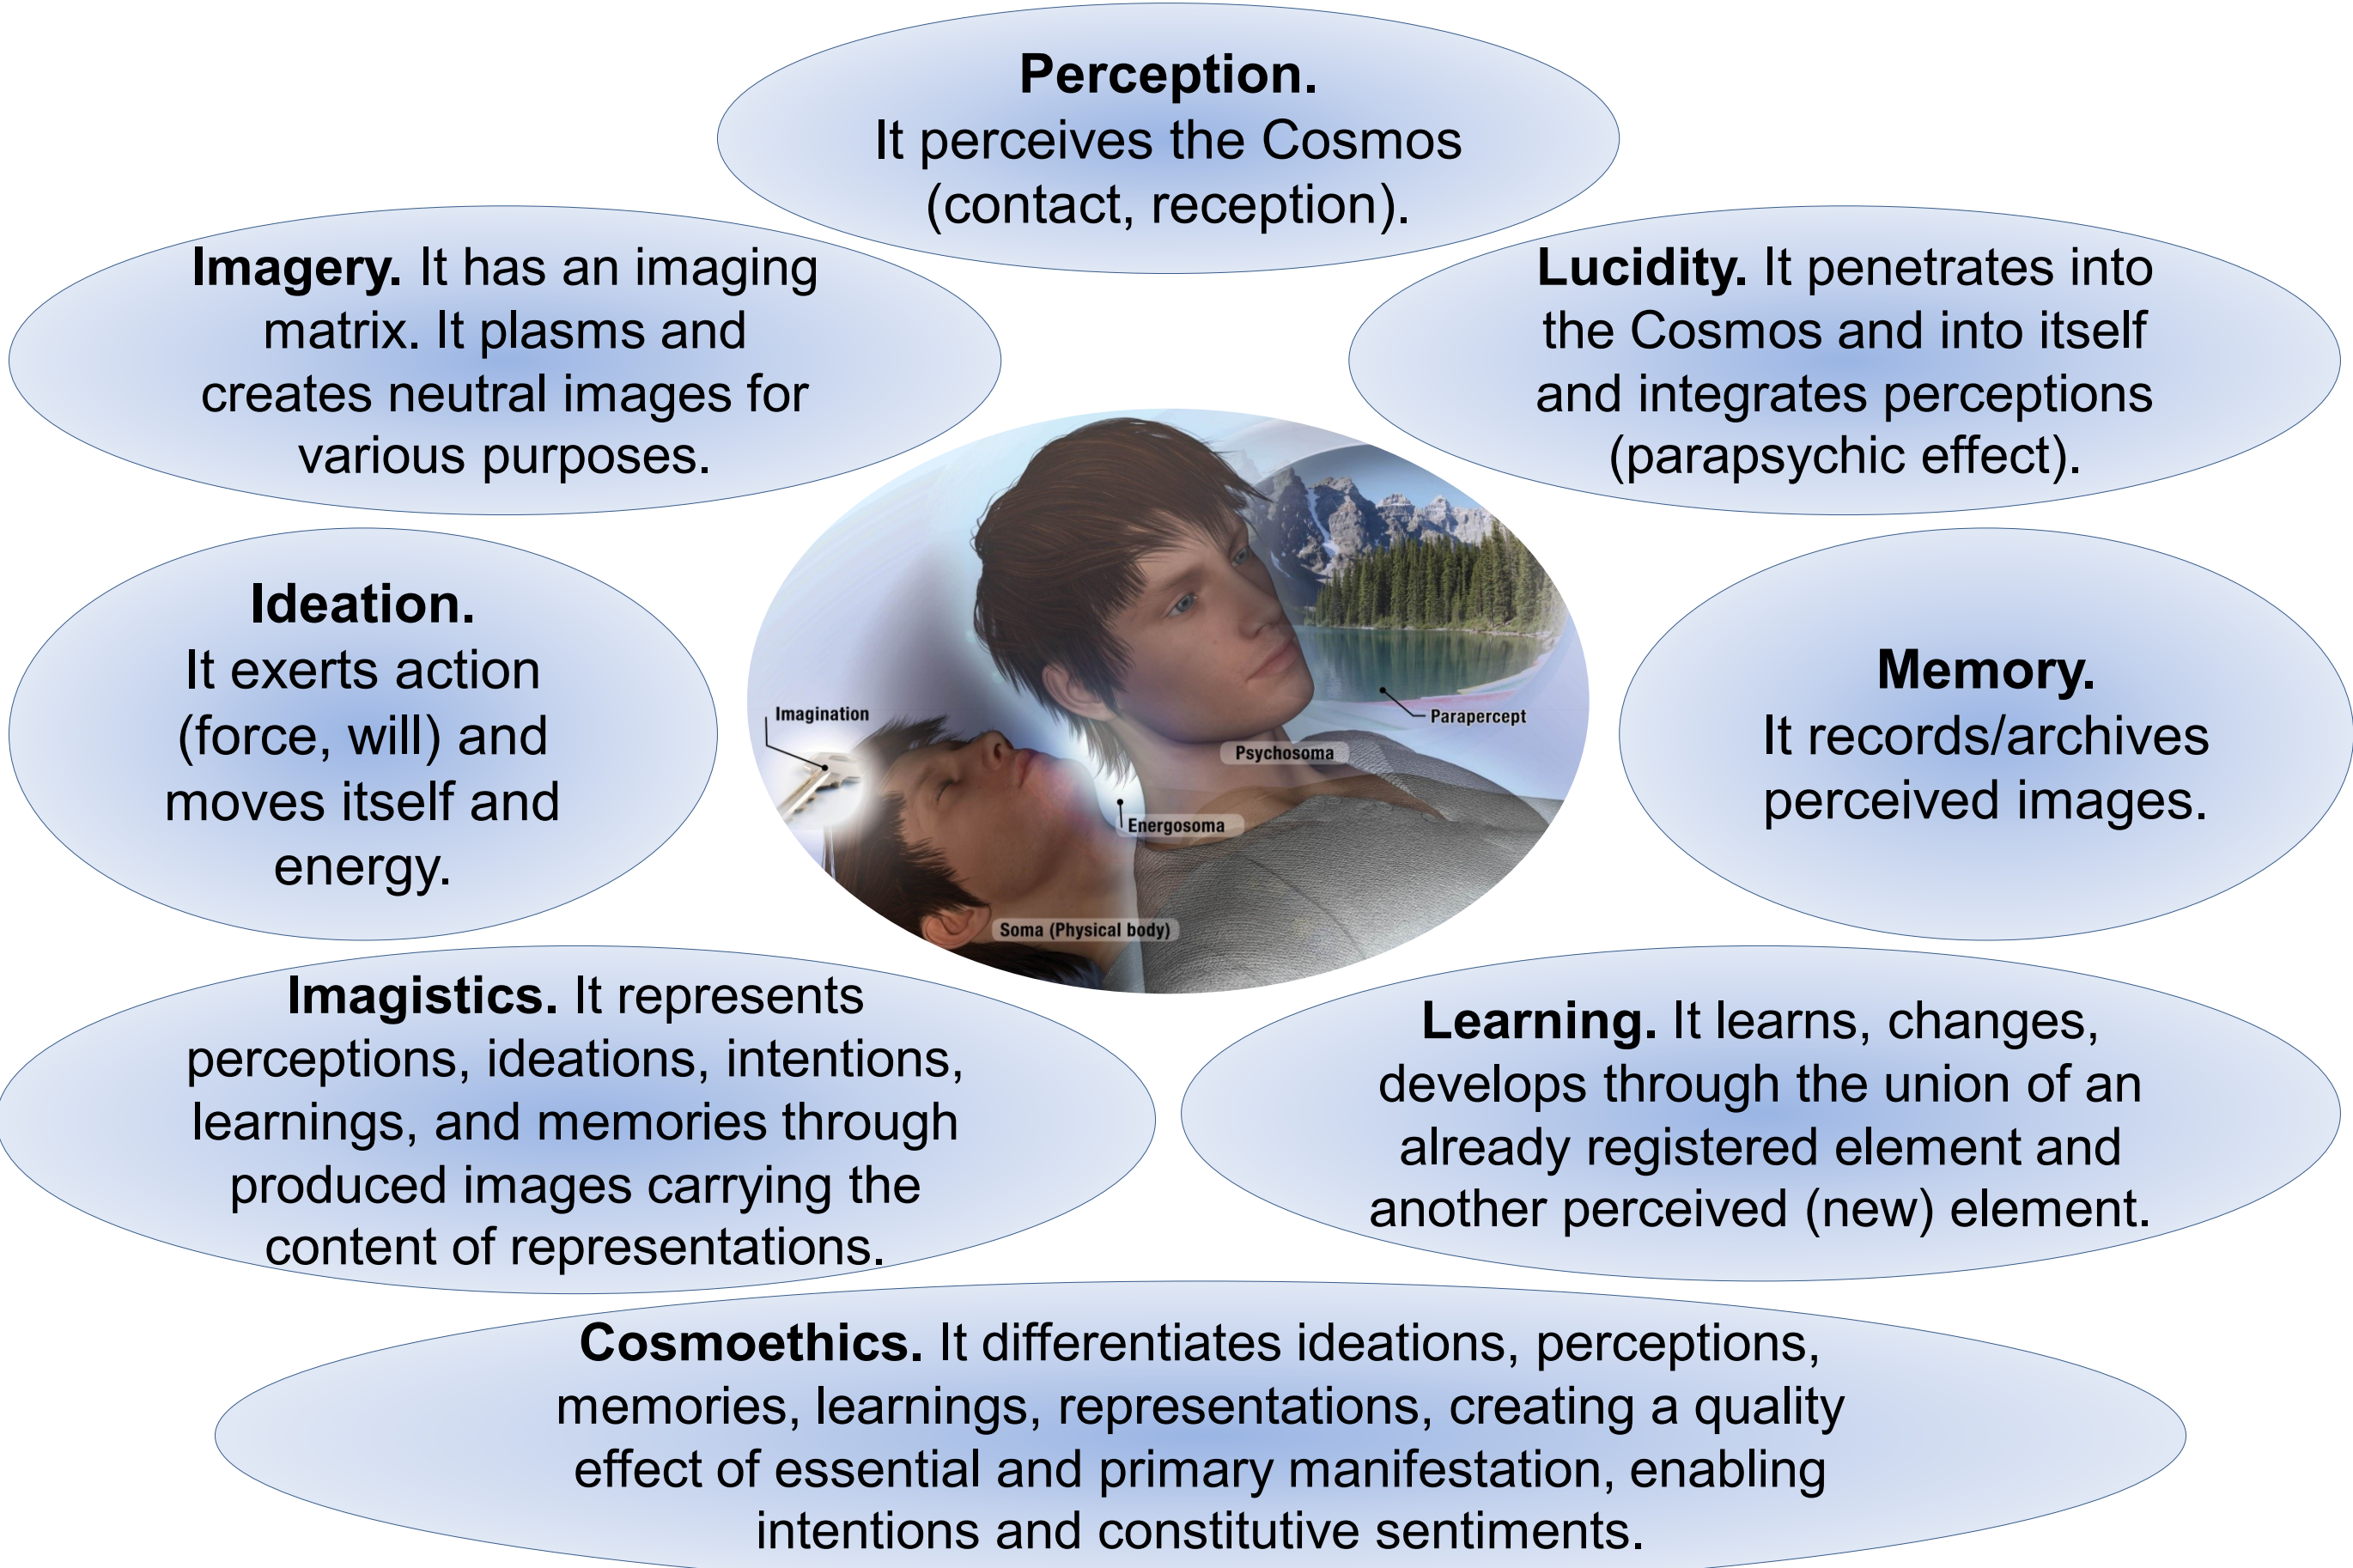 Perception.
It perceives the Cosmos
(contact, reception).
Imagery. It has an imaging
matrix. It plasms and
creates neutral images for
various purposes.
Lucidity. It penetrates into
the Cosmos and into itself
and integrates perceptions
(parapsychic effect).
Ideation.
It exerts action
(force, will) and
moves itself and
energy.
Imagination
Parapercept
Psychosoma
Energosoma
Soma (Physical body)
Memory.
It records/archives
perceived images.
Imagistics. It represents
perceptions, ideations, intentions,
learnings, and memories through
produced images carrying the
content of representations.
Learning. It learns, changes,
develops through the union of an
already registered element and
another perceived (new) element.
Cosmoethics. It differentiates ideations, perceptions,
memories, learnings, representations, creating a quality
effect of essential and primary manifestation, enabling
intentions and constitutive sentiments.